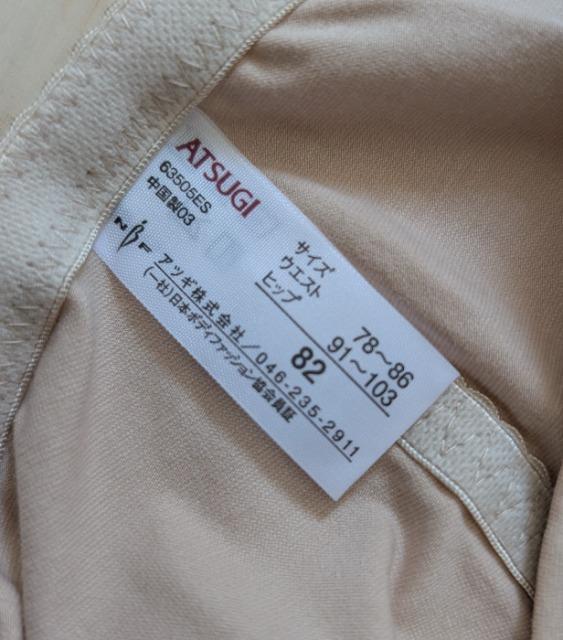 ATSUGI
63505ES
中国製03
NBF
サイズ
ウエスト 78～86
ヒップ 91～103
82
アツギ株式会社/046-235-2911
(一社)日本ボディファッション協会員証